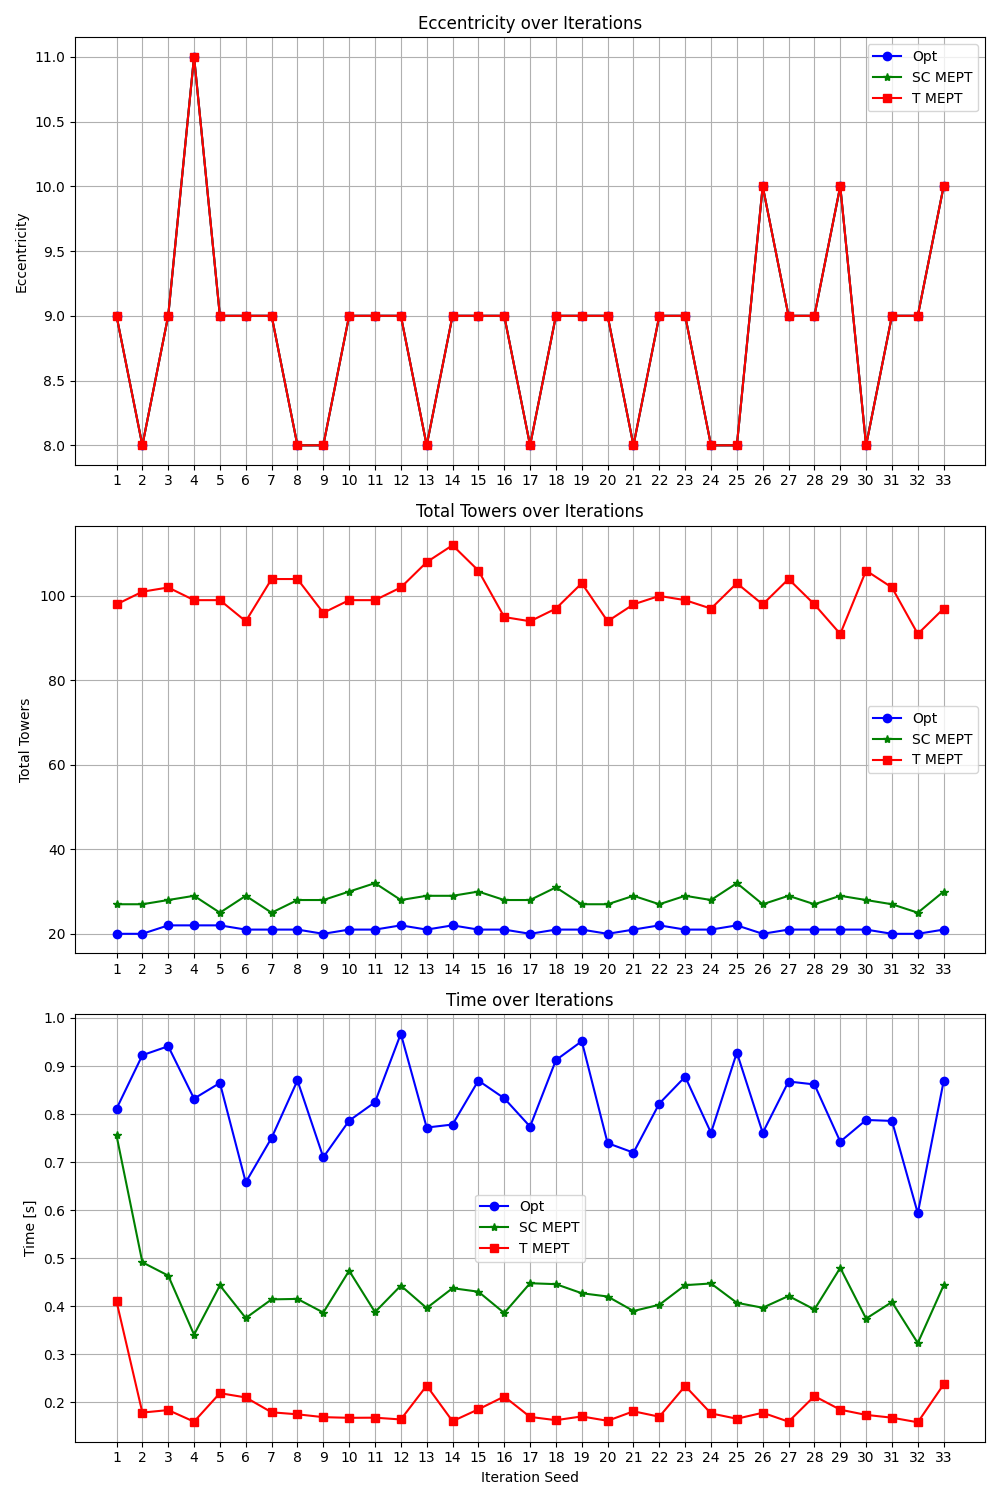 Eccentricity over Iterations
11.0
10.5
10.0
9.5
9.0
8.5
8.0
Eccentricity
Opt
SC MEPT
T MEPT
1 2 3 4 5 6 7 8 9 10 11 12 13 14 15 16 17 18 19 20 21 22 23 24 25 26 27 28 29 30 31 32 33
Total Towers over Iterations
100
80
60
40
20
Total Towers
Opt
SC MEPT
T MEPT
1 2 3 4 5 6 7 8 9 10 11 12 13 14 15 16 17 18 19 20 21 22 23 24 25 26 27 28 29 30 31 32 33
Time over Iterations
1.0
0.9
0.8
0.7
0.6
0.5
0.4
0.3
0.2
Time [s]
Opt
SC MEPT
T MEPT
1 2 3 4 5 6 7 8 9 10 11 12 13 14 15 16 17 18 19 20 21 22 23 24 25 26 27 28 29 30 31 32 33
Iteration Seed